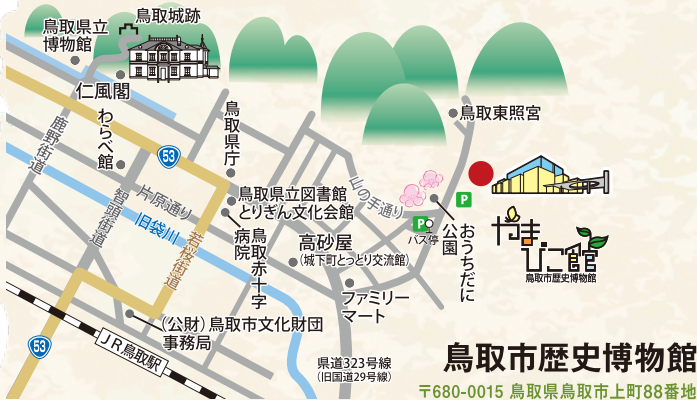 鳥取城跡
鳥取県立
博物館
仁風閣
わらべ館
鹿野街道
鳥取県庁
53
鳥取東照宮
山の手通り
智頭街道
片原通り
旧袋川
若桜街道
鳥取県立図書館
とりぎん文化会館
鳥取赤十字
病院
高砂屋
(城下町とっとり交流館)
P
P
バス停
おうちだに
公園
やまびこ館
鳥取市歴史博物館
ファミリー
マート
(公財)鳥取市文化財団
事務局
53
JR鳥取駅
県道323号線
(旧国道29号線)
鳥取市歴史博物館
〒680-0015 鳥取県鳥取市上町88番地